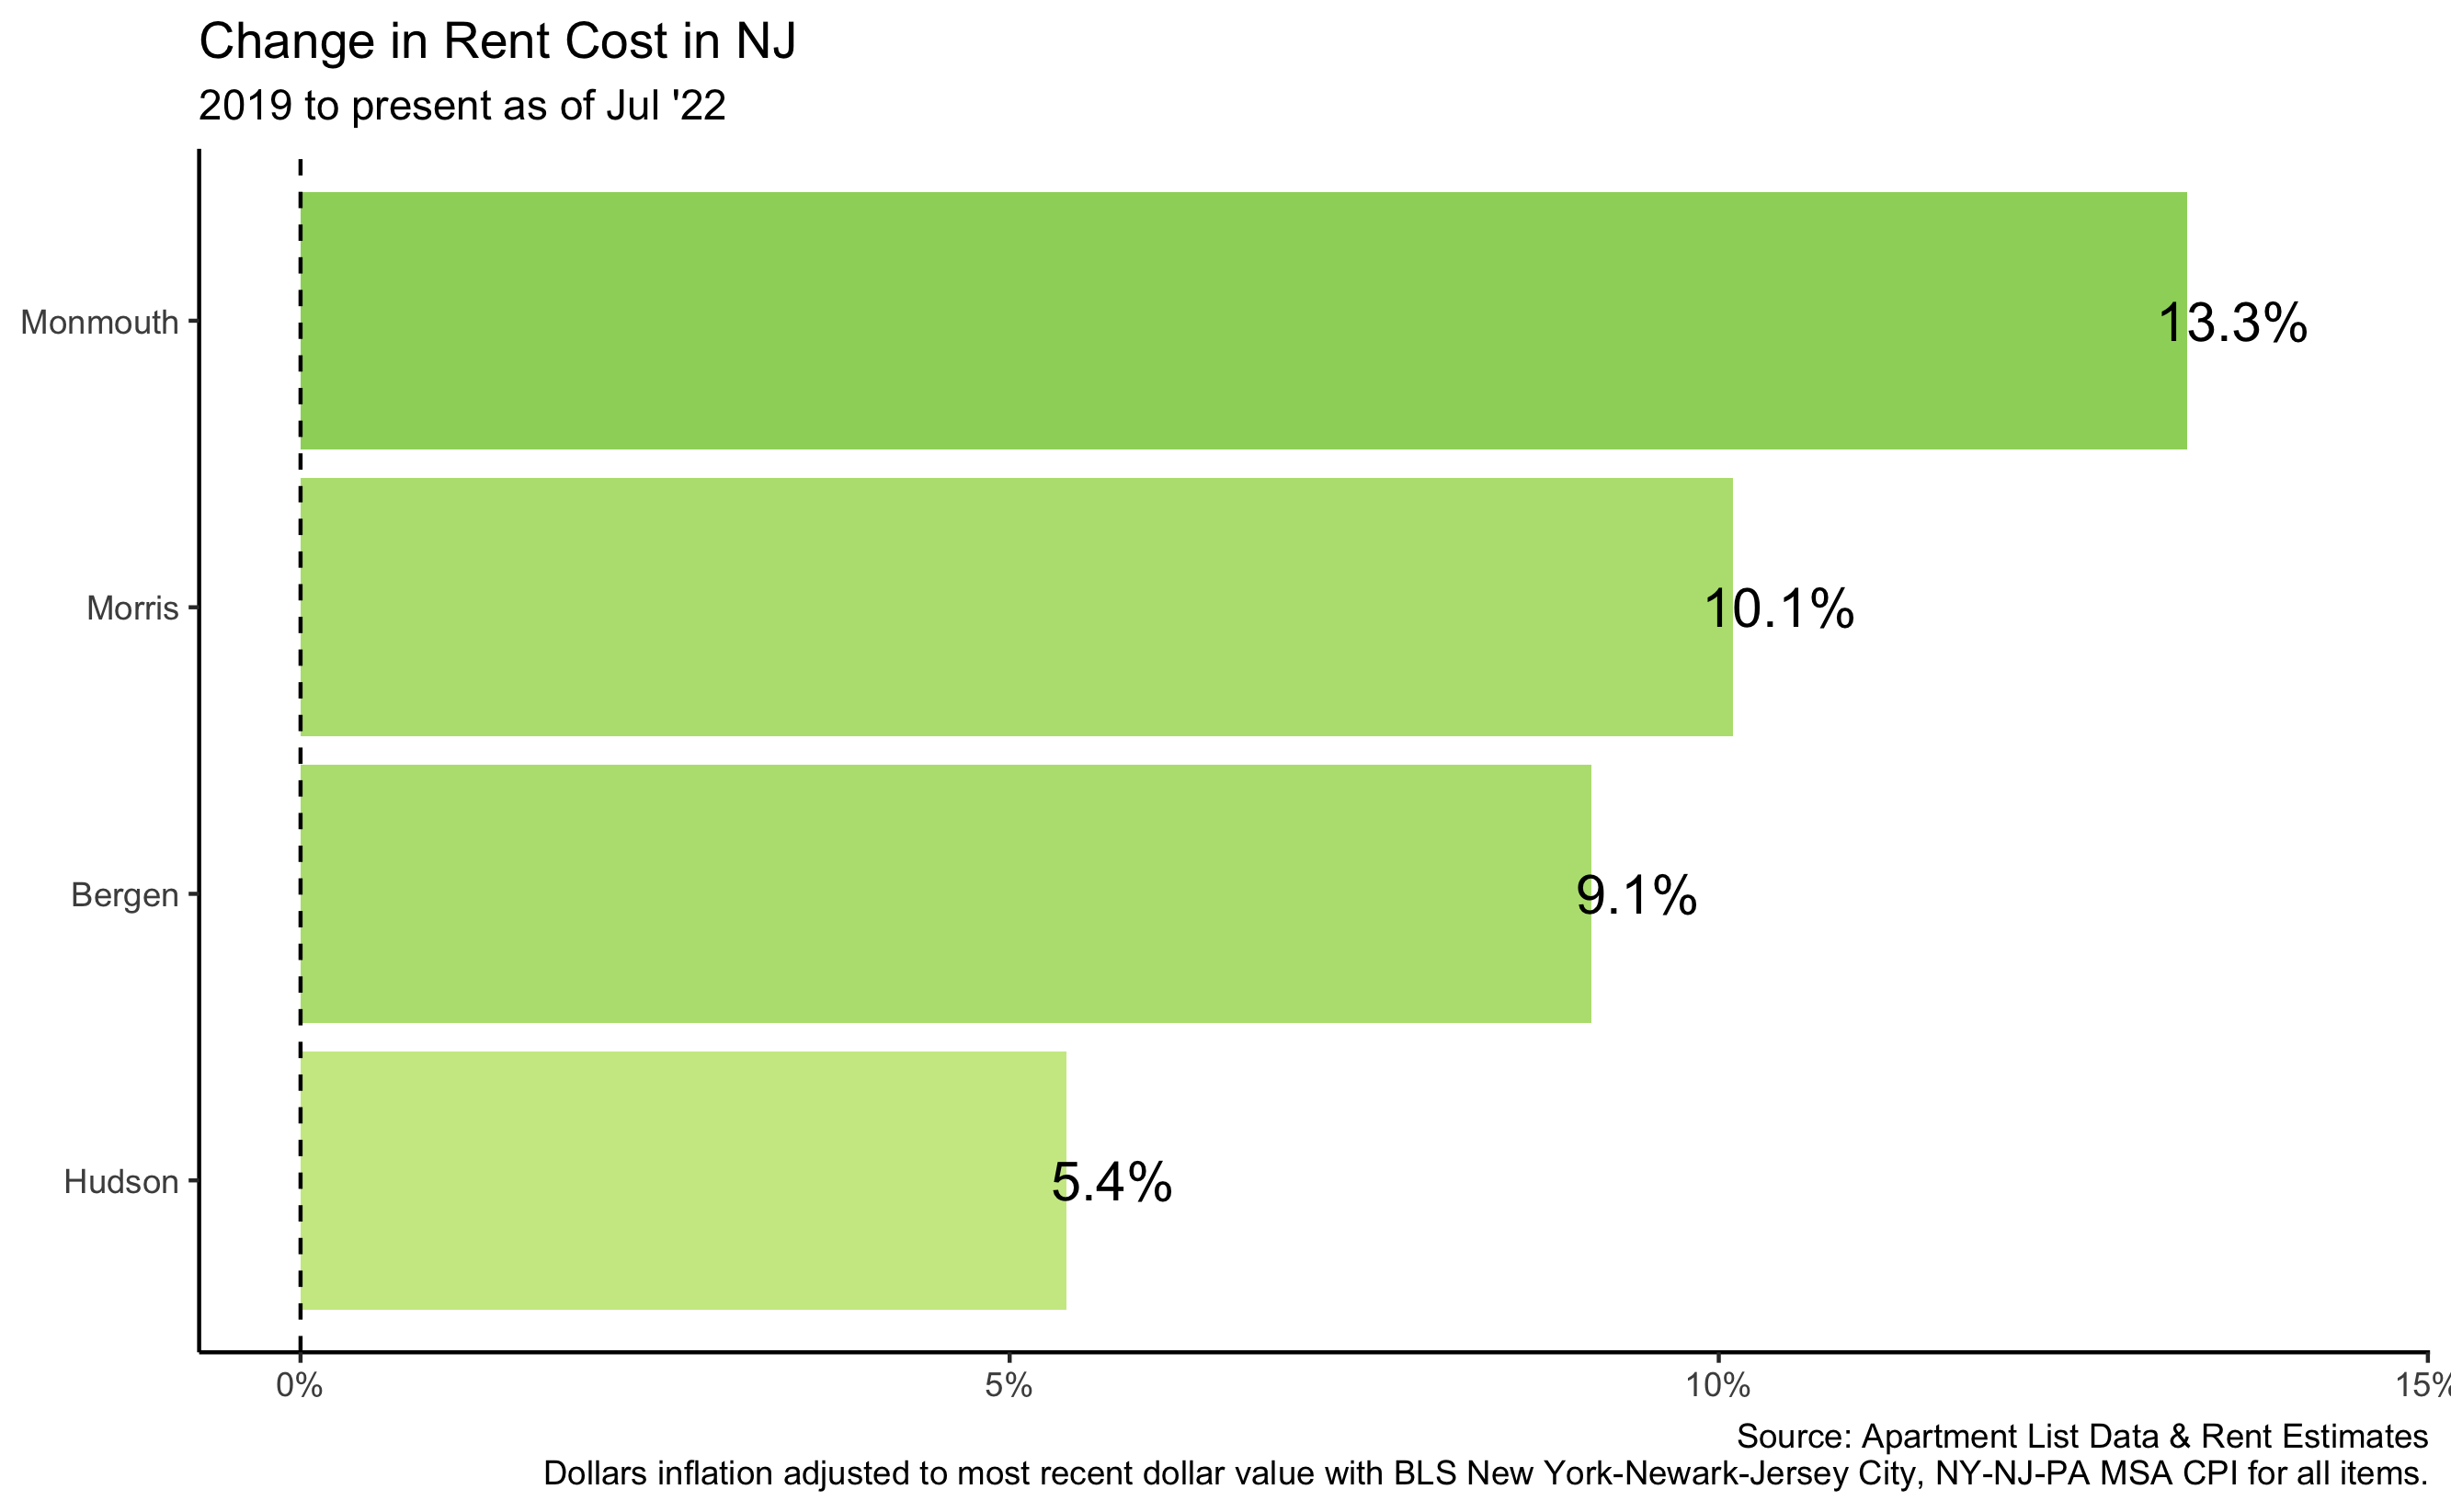 Change in Rent Cost in NJ
2019 to present as of Jul '22
Monmouth
13.3%
Morris
10.1%
Bergen
9.1%
Hudson
5.4%
0% 5% 10% 15%
Source: Apartment List Data & Rent Estimates
Dollars inflation adjusted to most recent dollar value with BLS New York-Newark-Jersey City, NY-NJ-PA MSA CPI for all items.